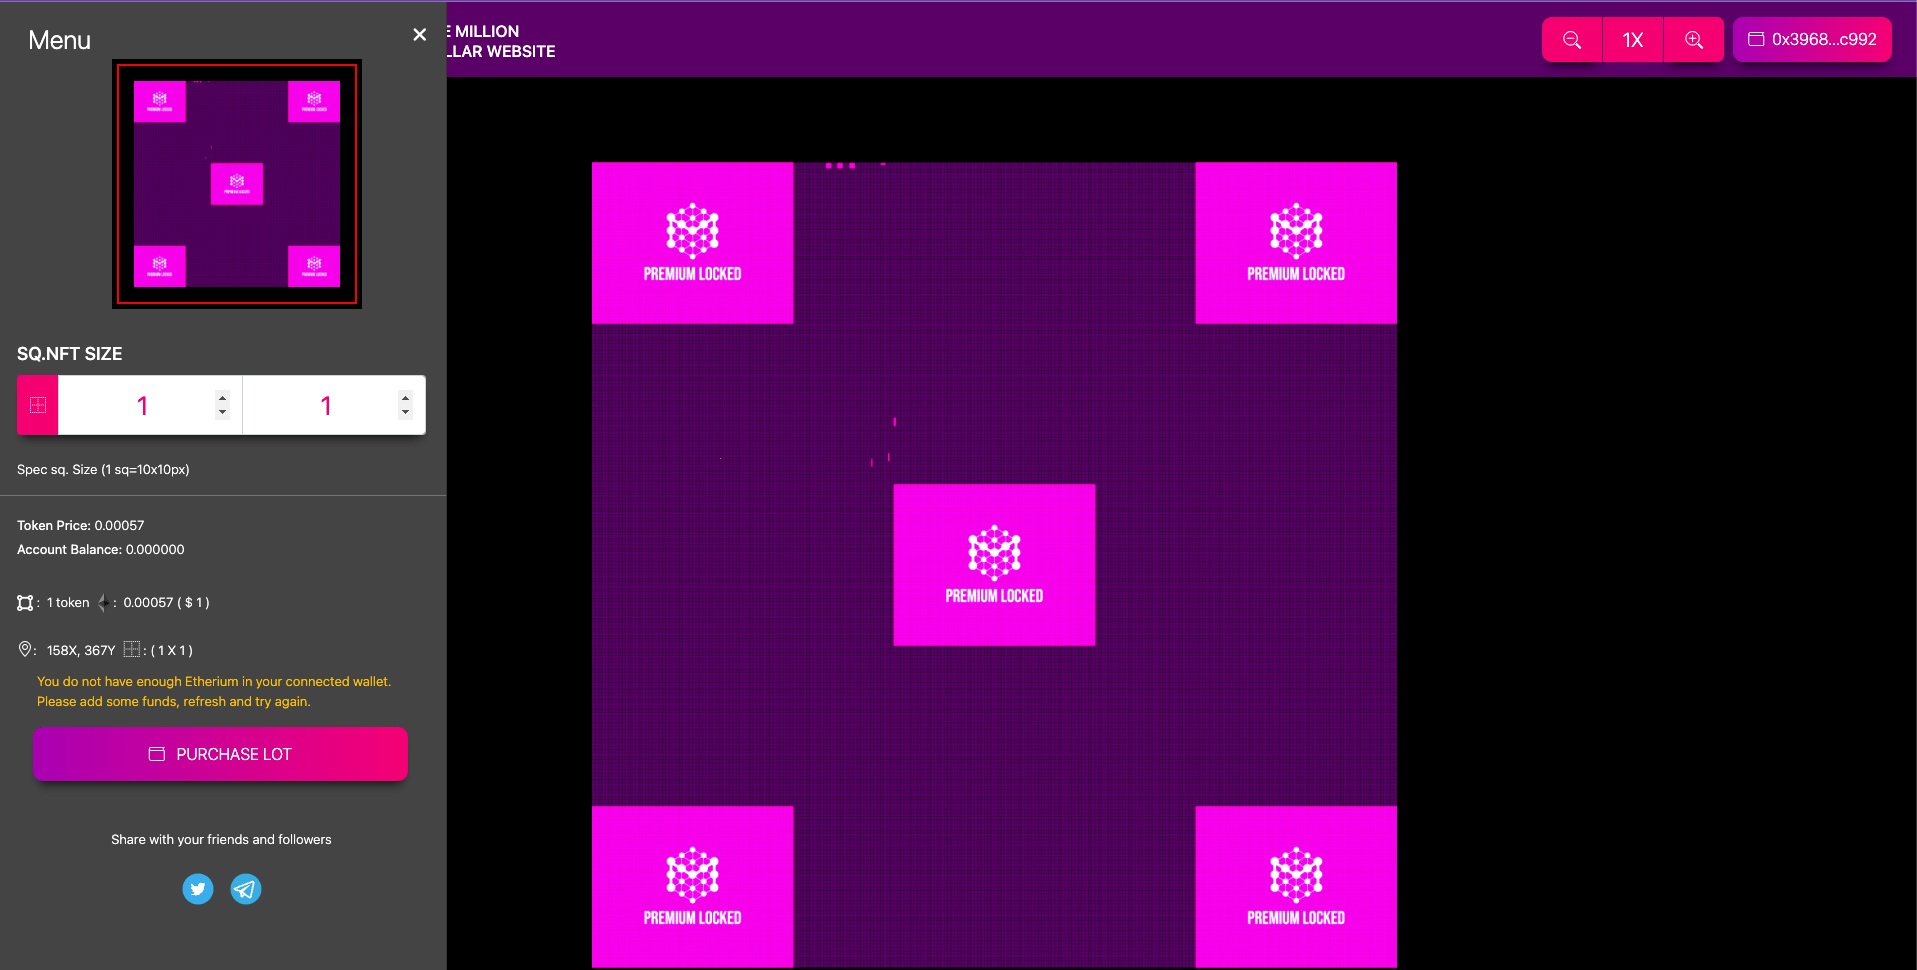 Menu
E MILLION
LLAR WEBSITE
1X
0x3968...c992
PREMIUM LOCKED
PREMIUM LOCKED
PREMIUM LOCKED
PREMIUM LOCKED
PREMIUM LOCKED
SQ.NFT SIZE
1
1
Spec sq. Size (1 sq=10x10px)
Token Price: 0.00057
Account Balance: 0.000000
: 1 token : 0.00057 ( $ 1 )
: 158X, 367Y : ( 1 X 1 )
You do not have enough Etherium in your connected wallet.
Please add some funds, refresh and try again.
PURCHASE LOT
Share with your friends and followers